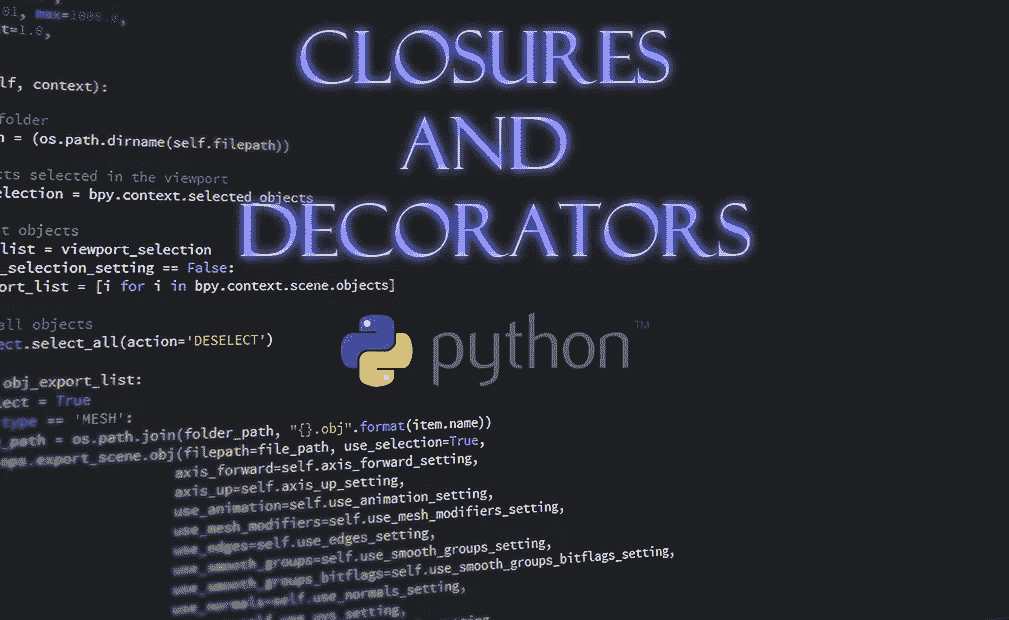 01, max=1000.0,
t=1.0,
CLOSURES
lf, context):
folder
AND
n = (os.path.dirname(self.filepath))
cts selected in the viewport
election = bpy.context.selected_objects
DECORATORS
t objects
list = viewport_selection
_selection_setting == False:
ort_list = [i for i in bpy.context.scene.objects]
all objects
ect.select_all(action='DESELECT')
python™
obj_export_list:
lect = True
type == 'MESH':
_path = os.path.join(folder_path, "{}.obj".format(item.name))
ops.export_scene.obj(filepath=file_path, use_selection=True,
axis_forward=self.axis_forward_setting,
axis_up=self.axis_up_setting,
use_animation=self.use_animation_setting,
use_mesh_modifiers=self.use_mesh_modifiers_setting,
use_edges=self.use_edges_setting,
use_smooth_groups=self.use_smooth_groups_setting,
use_smooth_groups_bitflags=self.use_smooth_groups_bitflags_setting,
use_normals=self.use_normals_setting,